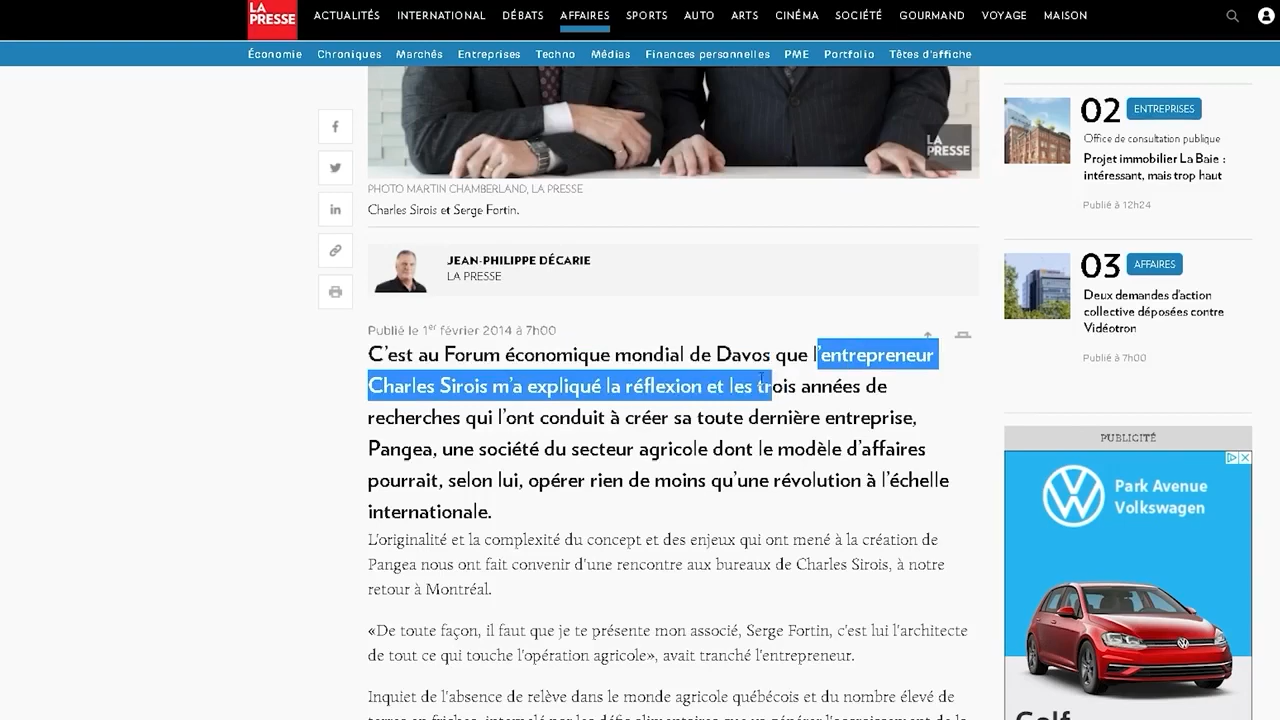 LA
PRESSE
ACTUALITÉS INTERNATIONAL DÉBATS AFFAIRES SPORTS AUTO ARTS CINÉMA SOCIÉTÉ GOURMAND VOYAGE MAISON
Économie Chroniques Marchés Entreprises Techno Médias Finances personnelles PME Portfolio Têtes d'affiche
LA
PRESSE
PHOTO MARTIN CHAMBERLAND, LA PRESSE
Charles Sirois et Serge Fortin.
JEAN-PHILIPPE DÉCARIE
LA PRESSE
Publié le 1er février 2014 à 7h00
C'est au Forum économique mondial de Davos que l'entrepreneur
Charles Sirois m'a expliqué la réflexion et les trois années de
recherches qui l'ont conduit à créer sa toute dernière entreprise,
Pangea, une société du secteur agricole dont le modèle d'affaires
pourrait, selon lui, opérer rien de moins qu'une révolution à l'échelle
internationale.
L'originalité et la complexité du concept et des enjeux qui ont mené à la création de
Pangea nous ont fait convenir d'une rencontre aux bureaux de Charles Sirois, à notre
retour à Montréal.
«De toute façon, il faut que je te présente mon associé, Serge Fortin, c'est lui l'architecte
de tout ce qui touche l'opération agricole», avait tranché l'entrepreneur.
Inquiet de l'absence de relève dans le monde agricole québécois et du nombre élevé de
02 ENTREPRISES
Office de consultation publique
Projet immobilier La Baie :
intéressant, mais trop haut
Publié à 12h24
03 AFFAIRES
Deux demandes d'action
collective déposées contre
Vidéotron
Publié à 7h00
PUBLICITÉ
Park Avenue
Volkswagen
Golf